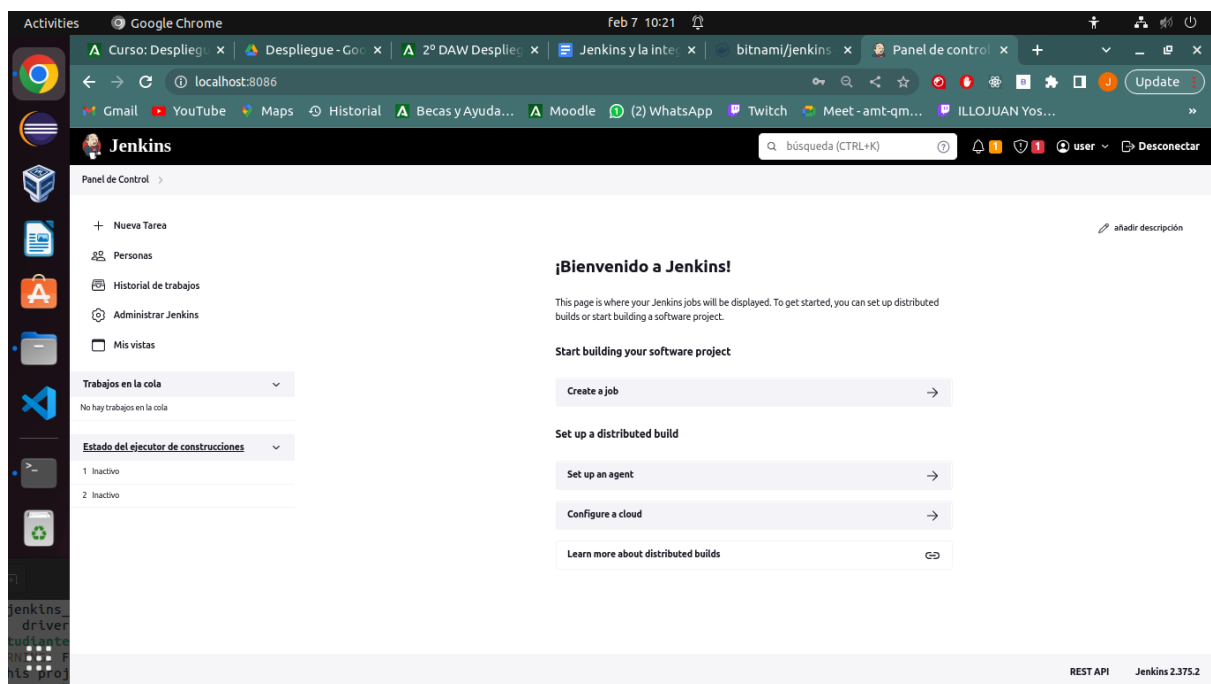 Activities Google Chrome feb 7 10:21
Curso: Despliegu Despliegue - Goo 2º DAW Desplieg Jenkins y la integ bitnami/jenkins Panel de control
localhost:8086 Update
Gmail YouTube Maps Historial Becas y Ayuda... Moodle (2) WhatsApp Twitch Meet - amt-qm... ILLOJUAN Yos... »
Jenkins búsqueda (CTRL+K) 1 1 user Desconectar
Panel de Control
Nueva Tarea
añadir descripción
Personas
¡Bienvenido a Jenkins!
Historial de trabajos
This page is where your Jenkins jobs will be displayed. To get started, you can set up distributed
builds or start building a software project.
Administrar Jenkins
Mis vistas
Start building your software project
Trabajos en la cola
Create a job
No hay trabajos en la cola
Set up a distributed build
Estado del ejecutor de construcciones
1 Inactivo
Set up an agent
2 Inactivo
Configure a cloud
Learn more about distributed builds
jenkins_
driver
tudiante
his proj
REST API Jenkins 2.375.2